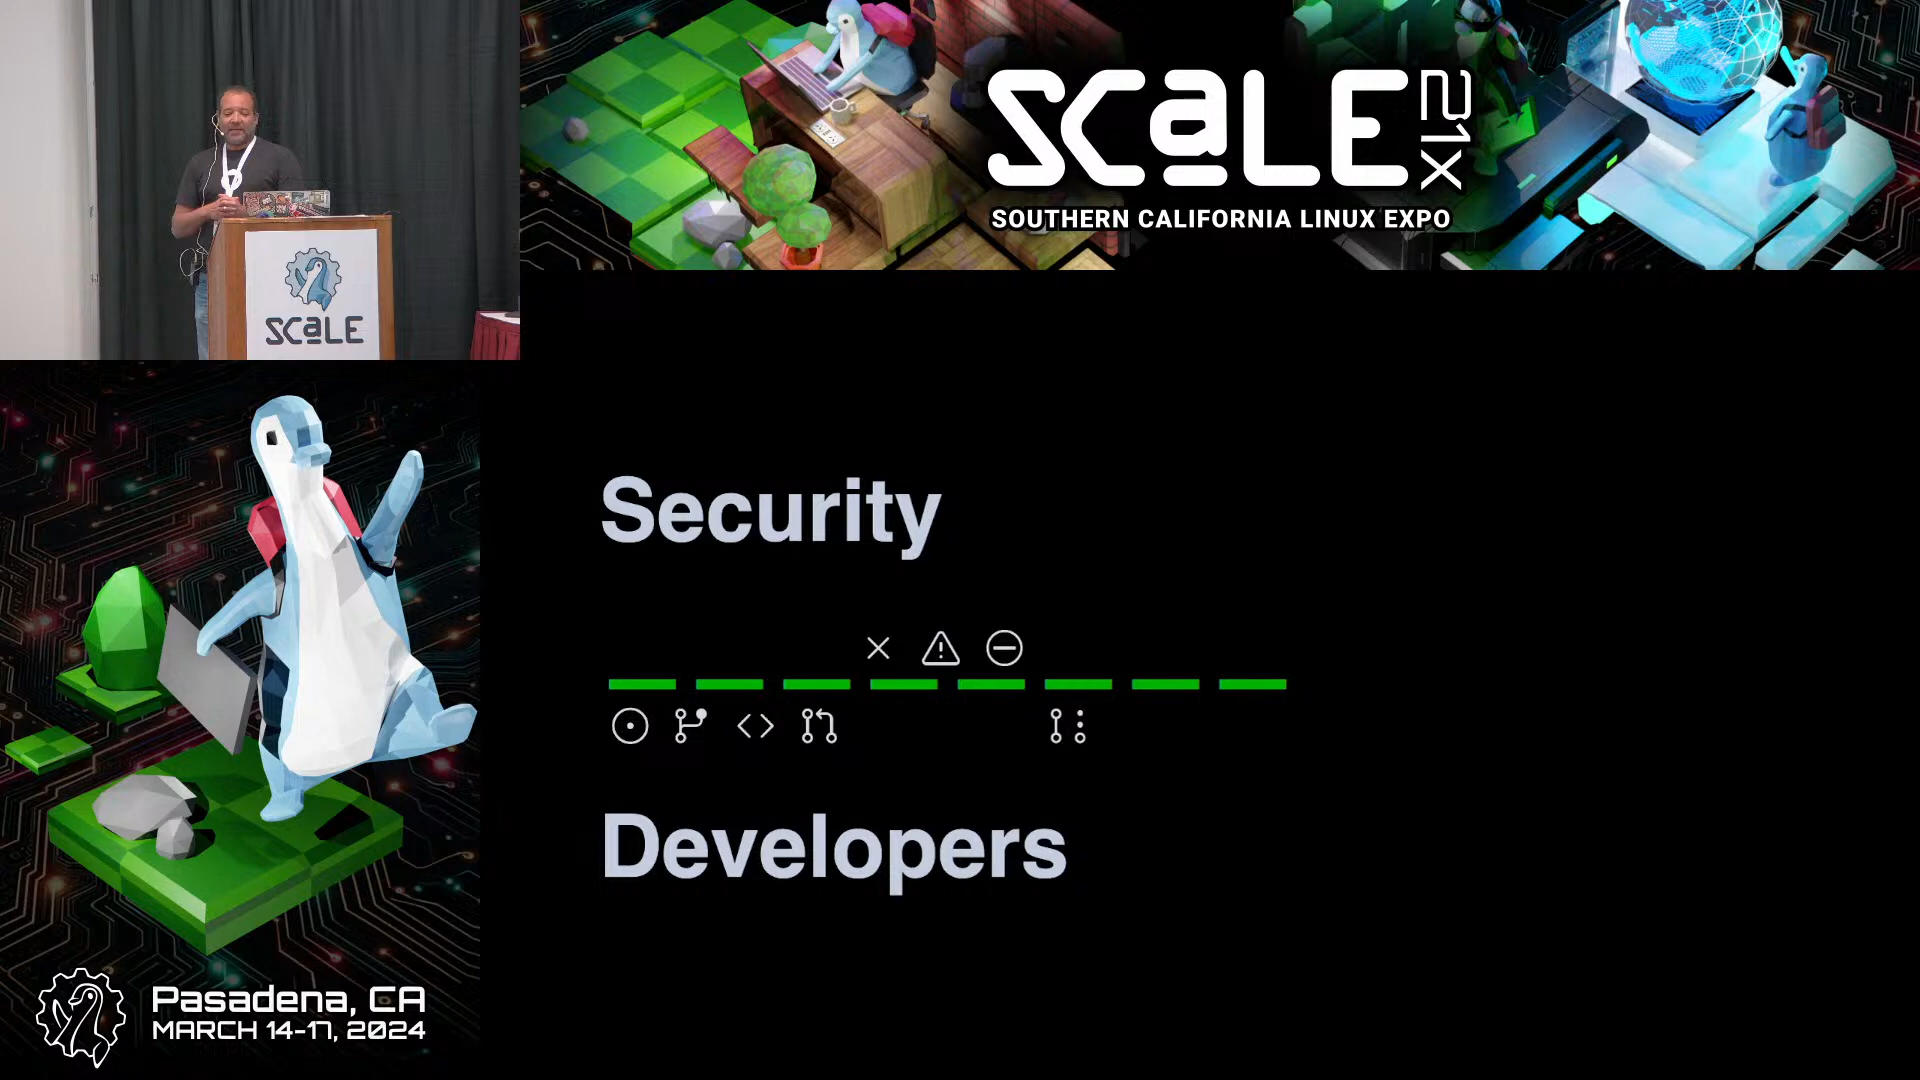 SCaLE 21X
SOUTHERN CALIFORNIA LINUX EXPO
SCaLE
Security
Developers
Pasadena, CA
MARCH 14-17, 2024